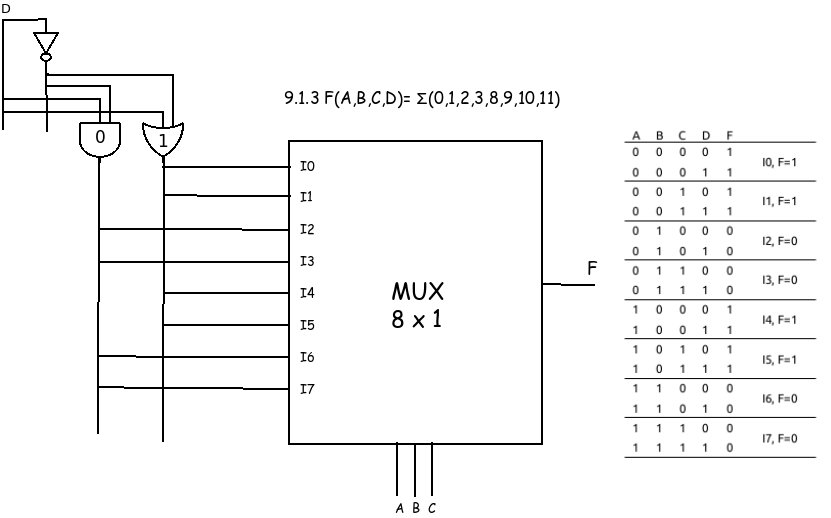 D
9.1.3 F(A,B,C,D)= Σ(0,1,2,3,8,9,10,11)
0
1
I0
I1
I2
I3
I4
I5
I6
I7
MUX
8 x 1
F
A B C
A B C D F
0 0 0 0 1
0 0 0 1 1
I0, F=1
0 0 1 0 1
0 0 1 1 1
I1, F=1
0 1 0 0 0
0 1 0 1 0
I2, F=0
0 1 1 0 0
0 1 1 1 0
I3, F=0
1 0 0 0 1
1 0 0 1 1
I4, F=1
1 0 1 0 1
1 0 1 1 1
I5, F=1
1 1 0 0 0
1 1 0 1 0
I6, F=0
1 1 1 0 0
1 1 1 1 0
I7, F=0